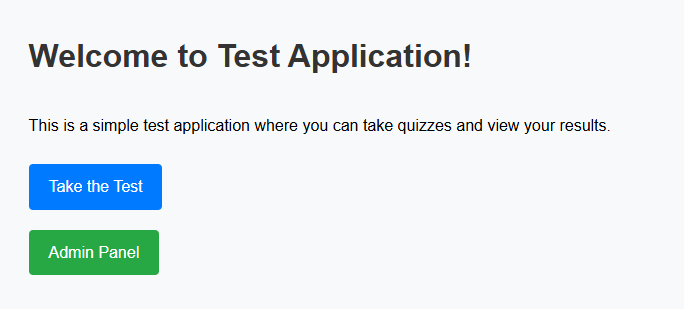 Welcome to Test Application!
This is a simple test application where you can take quizzes and view your results.
Take the Test
Admin Panel